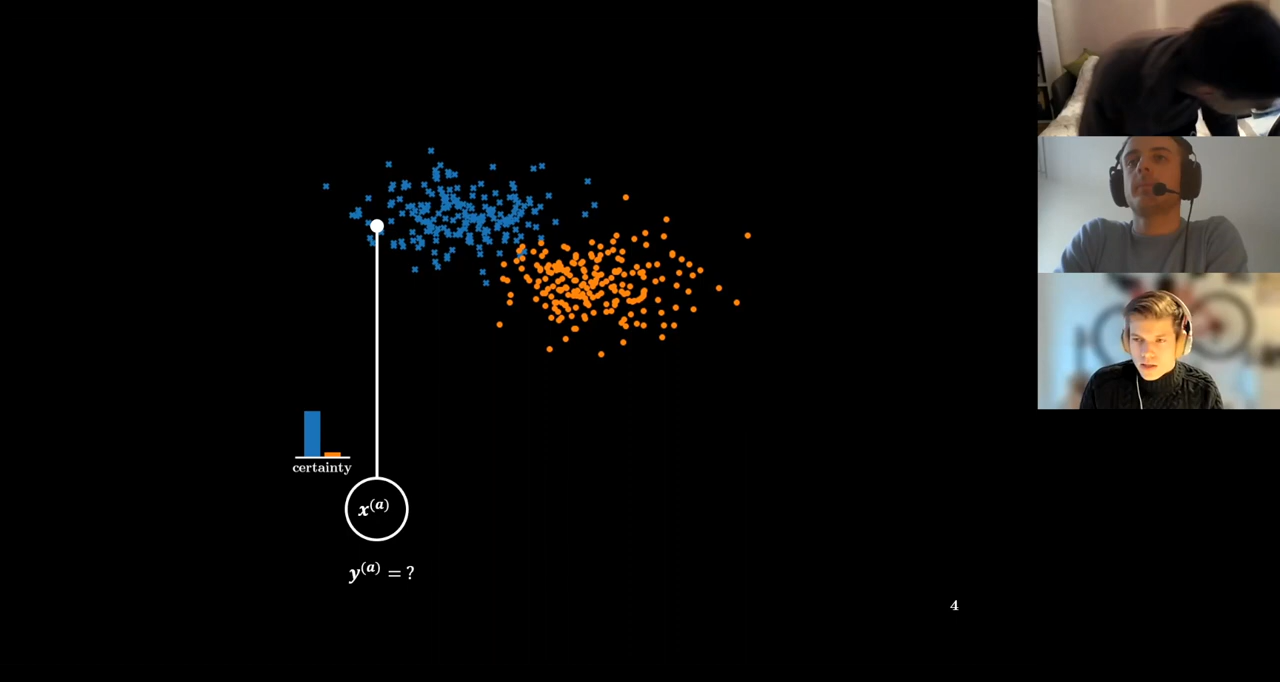 certainty
x^(a)
y^(a) = ?
4